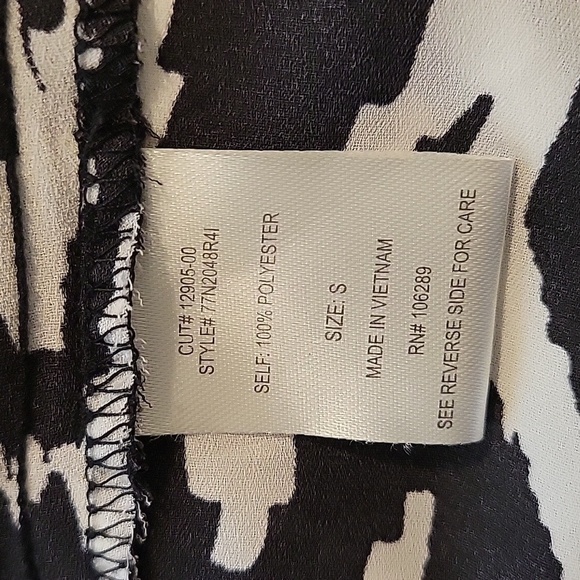 CUT# 12905-00
STYLE# 77N2048R4I
SELF: 100% POLYESTER
SIZE: S
MADE IN VIETNAM
RN# 106289
SEE REVERSE SIDE FOR CARE